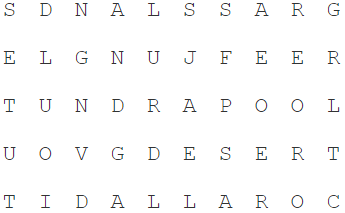 S D N A L S S A R G
E L G N U J F E E R
T U N D R A P O O L
U O V G D E S E R T
T I D A L L A R O C